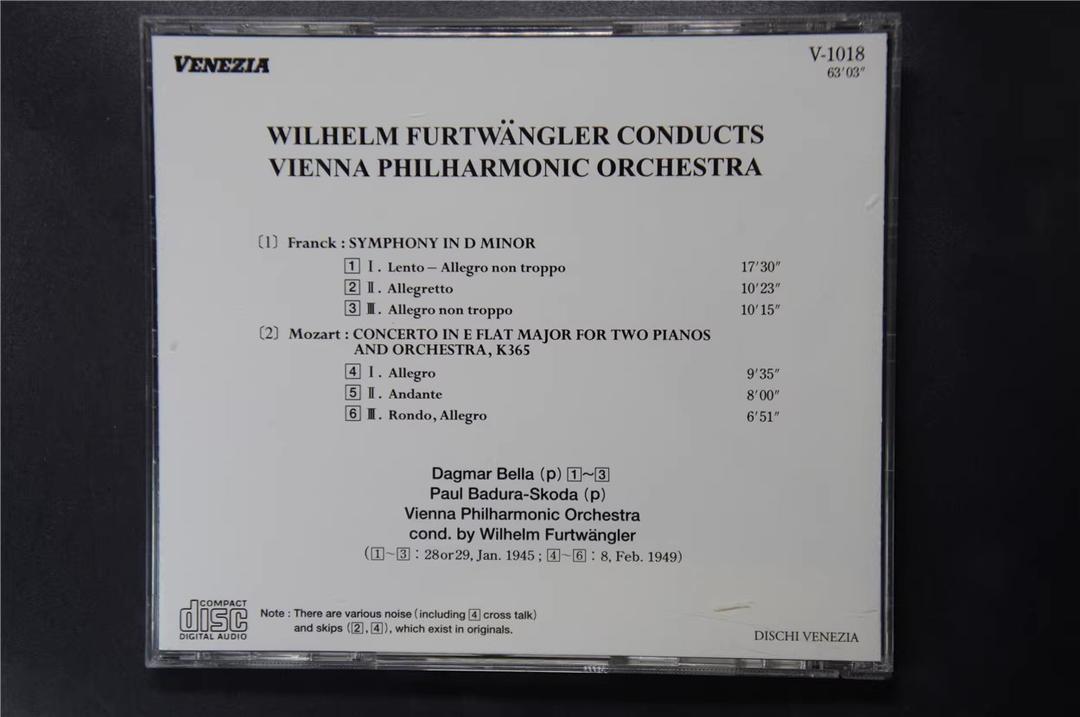 VENEZIA
V-1018
63'03"
WILHELM FURTWÄNGLER CONDUCTS
VIENNA PHILHARMONIC ORCHESTRA
〔1〕 Franck : SYMPHONY IN D MINOR
1 Ⅰ. Lento – Allegro non troppo 17'30"
2 Ⅱ. Allegretto 10'23"
3 Ⅲ. Allegro non troppo 10'15"
〔2〕 Mozart : CONCERTO IN E FLAT MAJOR FOR TWO PIANOS
AND ORCHESTRA, K365
4 Ⅰ. Allegro 9'35"
5 Ⅱ. Andante 8'00"
6 Ⅲ. Rondo, Allegro 6'51"
Dagmar Bella (p) 1~3
Paul Badura-Skoda (p)
Vienna Philharmonic Orchestra
cond. by Wilhelm Furtwängler
(1~3 : 28or29, Jan. 1945 ; 4~6 : 8, Feb. 1949)
COMPACT
disc
DIGITAL AUDIO
Note : There are various noise (including 4 cross talk)
and skips (2, 4), which exist in originals.
DISCHI VENEZIA